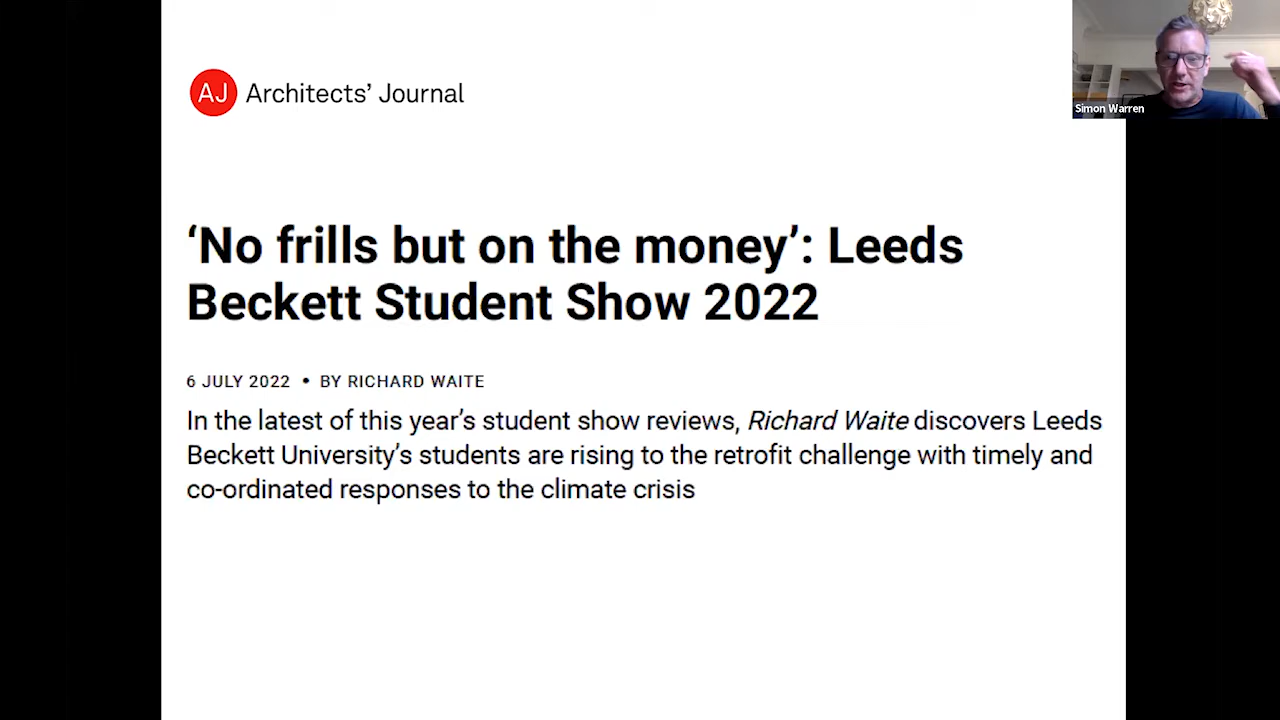 AJ Architects' Journal
Simon Warren
‘No frills but on the money’: Leeds
Beckett Student Show 2022
6 JULY 2022 • BY RICHARD WAITE
In the latest of this year’s student show reviews, Richard Waite discovers Leeds
Beckett University’s students are rising to the retrofit challenge with timely and
co-ordinated responses to the climate crisis